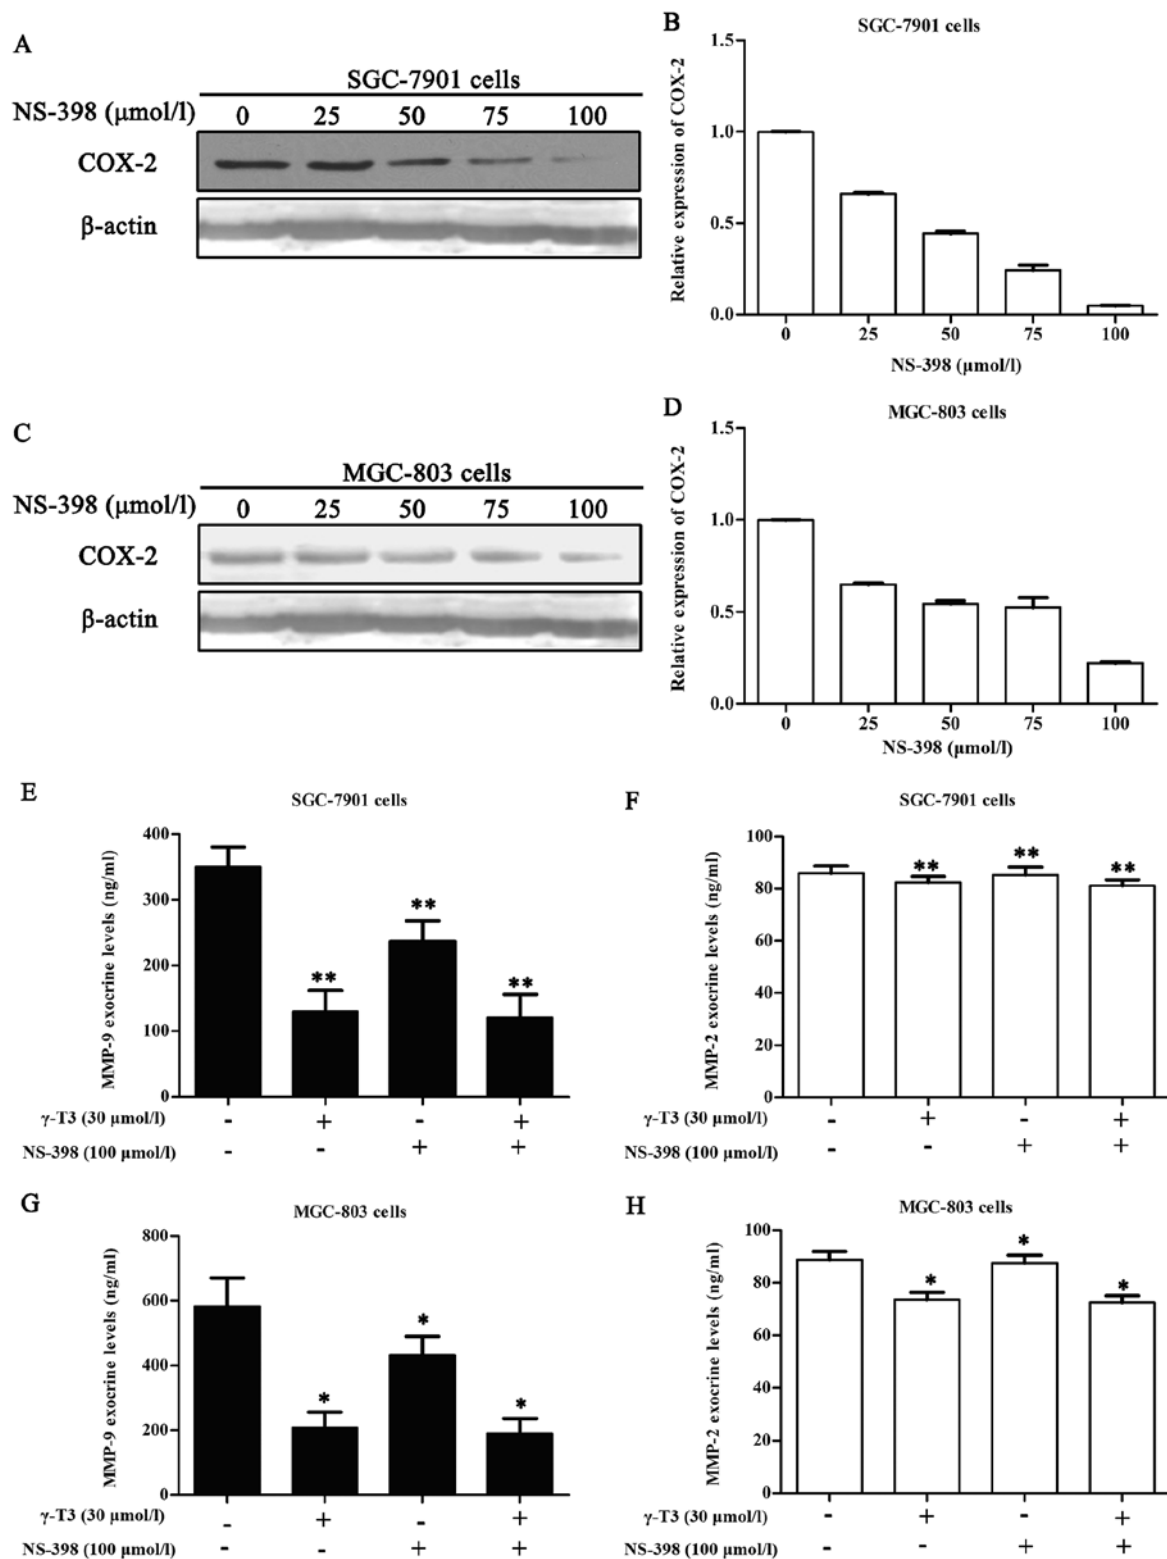 A
SGC-7901 cells
NS-398 (μmol/l) 0 25 50 75 100
COX-2
β-actin
B
SGC-7901 cells
Relative expression of COX-2
1.5
1.0
0.5
0.0
0 25 50 75 100
NS-398 (μmol/l)
C
MGC-803 cells
NS-398 (μmol/l) 0 25 50 75 100
COX-2
β-actin
D
MGC-803 cells
Relative expression of COX-2
1.5
1.0
0.5
0.0
0 25 50 75 100
NS-398 (μmol/l)
E
SGC-7901 cells
MMP-9 exocrine levels (ng/ml)
400
300
200
100
0
** ** **
γ-T3 (30 μmol/l) - + - +
NS-398 (100 μmol/l) - - + +
F
SGC-7901 cells
MMP-2 exocrine levels (ng/ml)
100
80
60
40
20
0
** ** **
γ-T3 (30 μmol/l) - + - +
NS-398 (100 μmol/l) - - + +
G
MGC-803 cells
MMP-9 exocrine levels (ng/ml)
800
600
400
200
0
* * *
γ-T3 (30 μmol/l) - + - +
NS-398 (100 μmol/l) - - + +
H
MGC-803 cells
MMP-2 exocrine levels (ng/ml)
100
80
60
40
20
0
* * *
γ-T3 (30 μmol/l) - + - +
NS-398 (100 μmol/l) - - + +